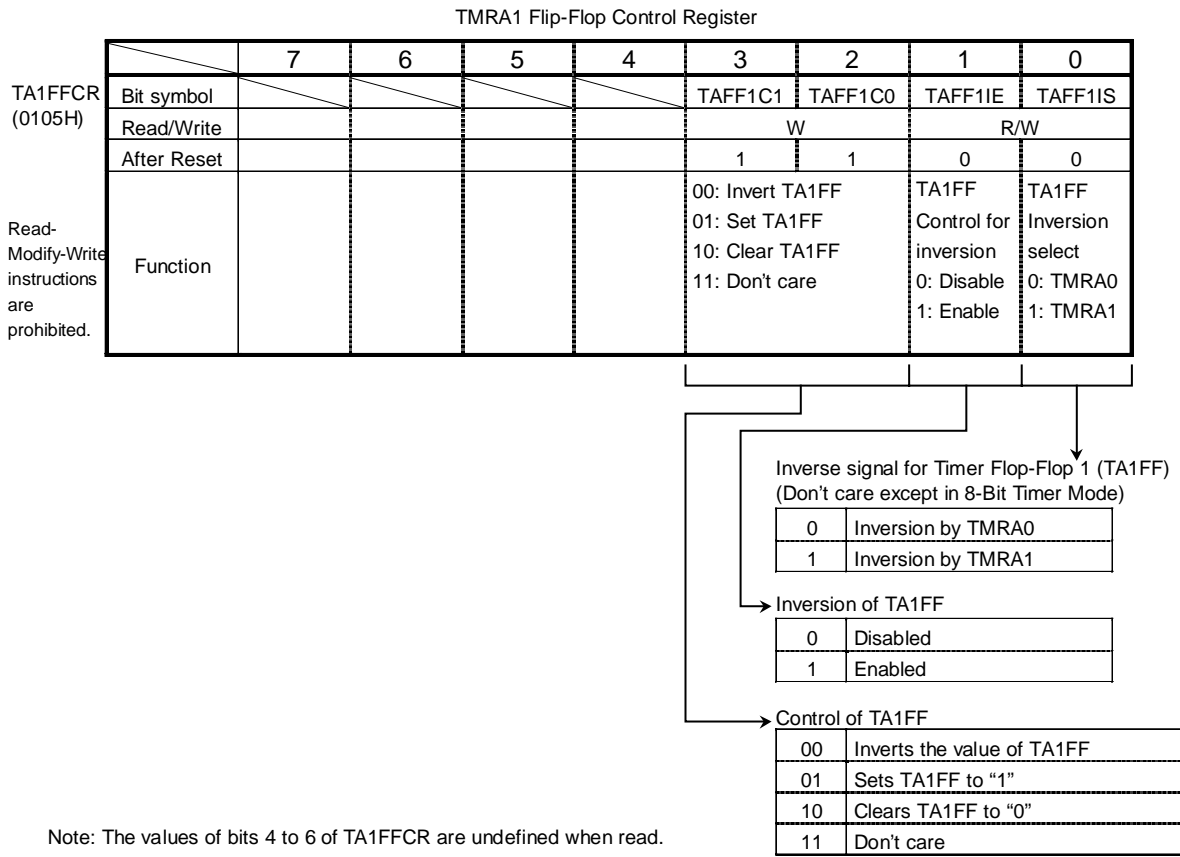 TMRA1 Flip-Flop Control Register
7 6 5 4 3 2 1 0
TA1FFCR
(0105H)
Bit symbol TAFF1C1 TAFF1C0 TAFF1IE TAFF1IS
Read/Write W R/W
After Reset 1 1 0 0
Read-
Modify-Write
instructions
are
prohibited.
Function
00: Invert TA1FF
01: Set TA1FF
10: Clear TA1FF
11: Don't care
TA1FF
Control for
inversion
0: Disable
1: Enable
TA1FF
Inversion
select
0: TMRA0
1: TMRA1
Inverse signal for Timer Flop-Flop 1 (TA1FF)
(Don't care except in 8-Bit Timer Mode)
0 Inversion by TMRA0
1 Inversion by TMRA1
Inversion of TA1FF
0 Disabled
1 Enabled
Control of TA1FF
00 Inverts the value of TA1FF
01 Sets TA1FF to “1”
10 Clears TA1FF to “0”
11 Don't care
Note: The values of bits 4 to 6 of TA1FFCR are undefined when read.